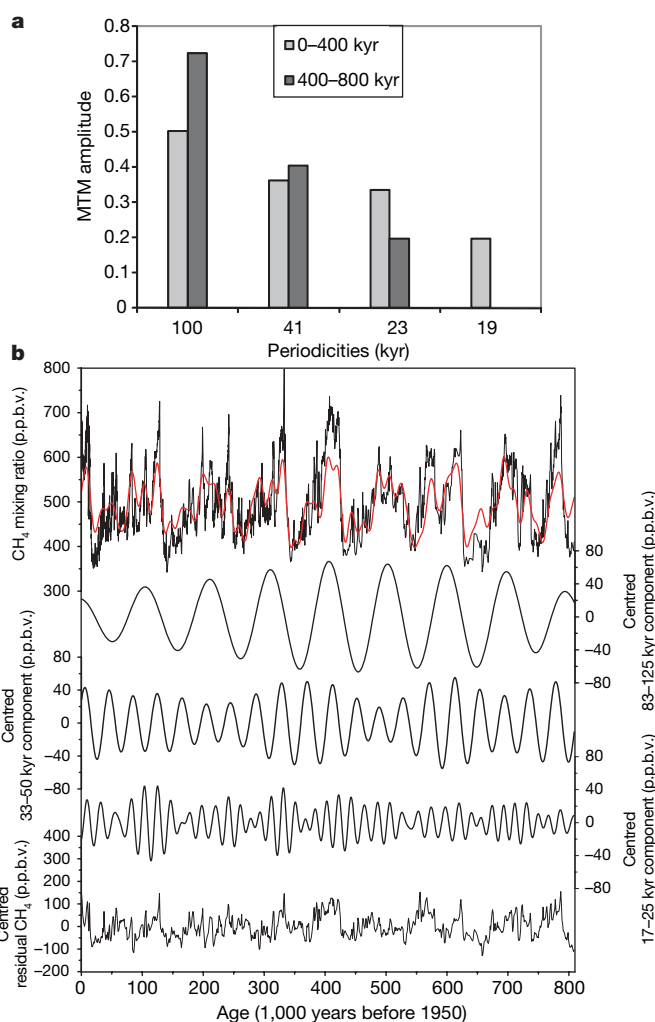 a
0.8
0.7
0.6
0.5
0.4
0.3
0.2
0.1
0
MTM amplitude
0–400 kyr
400–800 kyr
100 41 23 19
Periodicities (kyr)
b
800
700
600
500
400
300
CH4 mixing ratio (p.p.b.v.)
80
40
0
–40
–80
Centred
83–125 kyr component (p.p.b.v.)
80
40
0
–40
–80
Centred
33–50 kyr component (p.p.b.v.)
80
40
0
–40
–80
Centred
17–25 kyr component (p.p.b.v.)
400
300
200
100
0
–100
–200
Centred
residual CH4 (p.p.b.v.)
0 100 200 300 400 500 600 700 800
Age (1,000 years before 1950)